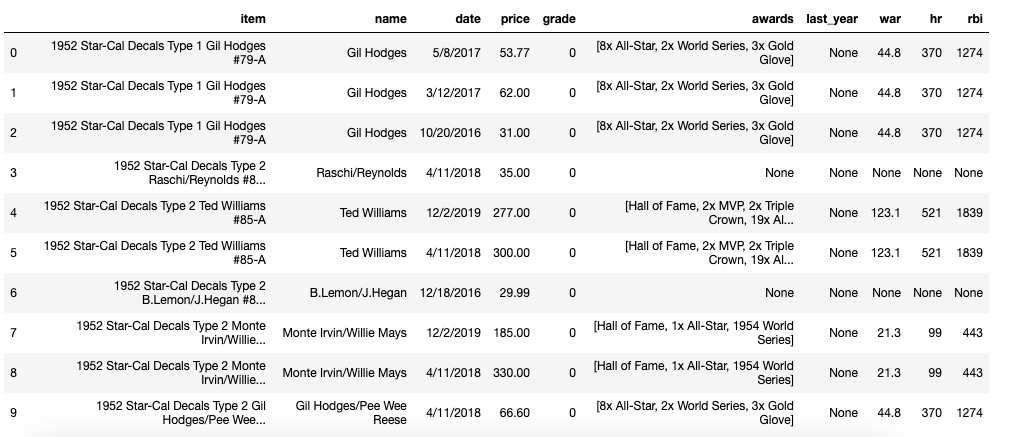 item name date price grade awards last_year war hr rbi
0 1952 Star-Cal Decals Type 1 Gil Hodges #79-A Gil Hodges 5/8/2017 53.77 0 [8x All-Star, 2x World Series, 3x Gold Glove] None 44.8 370 1274
1 1952 Star-Cal Decals Type 1 Gil Hodges #79-A Gil Hodges 3/12/2017 62.00 0 [8x All-Star, 2x World Series, 3x Gold Glove] None 44.8 370 1274
2 1952 Star-Cal Decals Type 1 Gil Hodges #79-A Gil Hodges 10/20/2016 31.00 0 [8x All-Star, 2x World Series, 3x Gold Glove] None 44.8 370 1274
3 1952 Star-Cal Decals Type 2 Raschi/Reynolds #8... Raschi/Reynolds 4/11/2018 35.00 0 None None None None None
4 1952 Star-Cal Decals Type 2 Ted Williams #85-A Ted Williams 12/2/2019 277.00 0 [Hall of Fame, 2x MVP, 2x Triple Crown, 19x Al... None 123.1 521 1839
5 1952 Star-Cal Decals Type 2 Ted Williams #85-A Ted Williams 4/11/2018 300.00 0 [Hall of Fame, 2x MVP, 2x Triple Crown, 19x Al... None 123.1 521 1839
6 1952 Star-Cal Decals Type 2 B.Lemon/J.Hegan #8... B.Lemon/J.Hegan 12/18/2016 29.99 0 None None None None None
7 1952 Star-Cal Decals Type 2 Monte Irvin/Willie... Monte Irvin/Willie Mays 12/2/2019 185.00 0 [Hall of Fame, 1x All-Star, 1954 World Series] None 21.3 99 443
8 1952 Star-Cal Decals Type 2 Monte Irvin/Willie... Monte Irvin/Willie Mays 4/11/2018 330.00 0 [Hall of Fame, 1x All-Star, 1954 World Series] None 21.3 99 443
9 1952 Star-Cal Decals Type 2 Gil Hodges/Pee Wee... Gil Hodges/Pee Wee Reese 4/11/2018 66.60 0 [8x All-Star, 2x World Series, 3x Gold Glove] None 44.8 370 1274